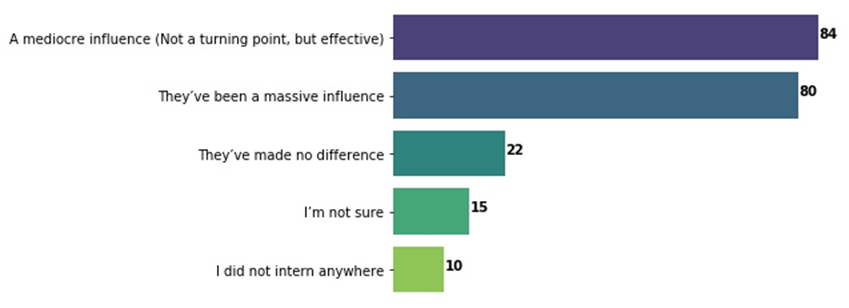 A mediocre influence (Not a turning point, but effective) 84
They’ve been a massive influence 80
They’ve made no difference 22
I’m not sure 15
I did not intern anywhere 10